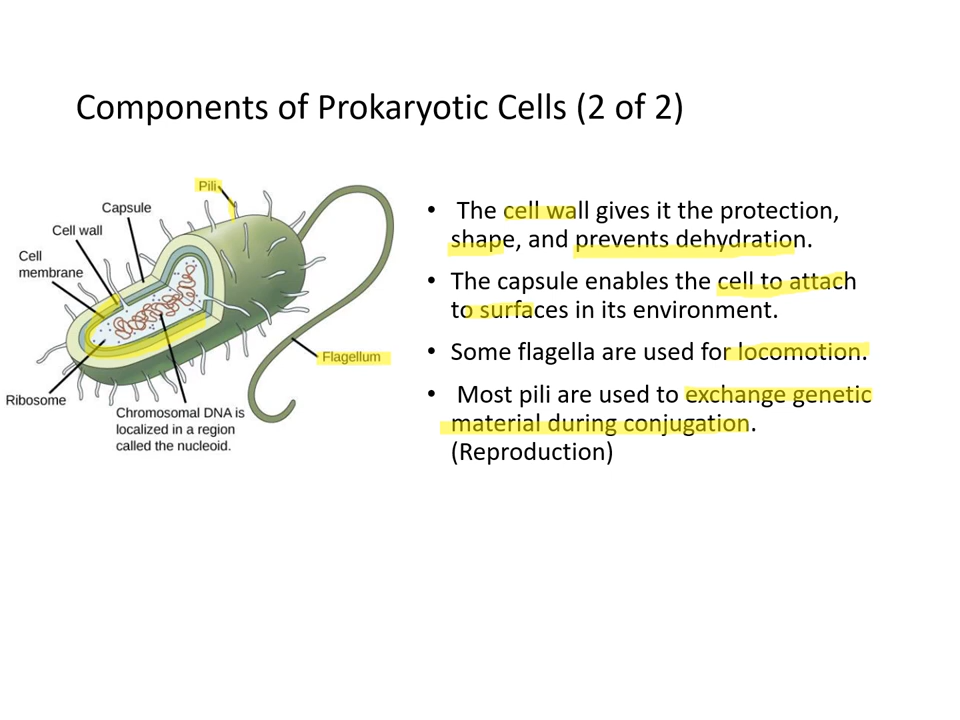 Components of Prokaryotic Cells (2 of 2)
Pili
Capsule
Cell wall
Cell
membrane
Flagellum
Ribosome
Chromosomal DNA is
localized in a region
called the nucleoid.
• The cell wall gives it the protection,
shape, and prevents dehydration.
• The capsule enables the cell to attach
to surfaces in its environment.
• Some flagella are used for locomotion.
• Most pili are used to exchange genetic
material during conjugation.
(Reproduction)